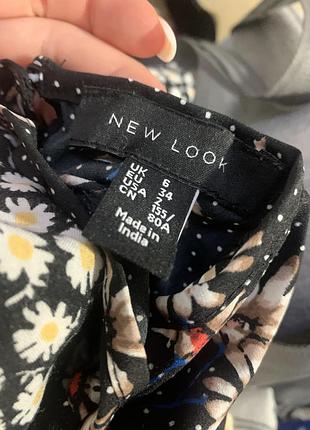 NEW LOOK
UK 6
EU 34
USA 2
CN 155/
80A
Made in
India